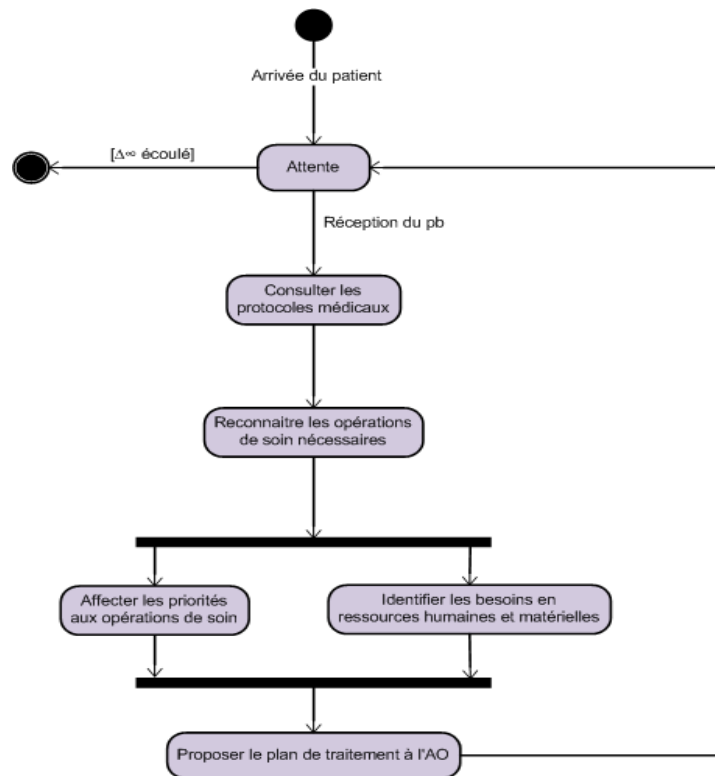 Arrivée du patient
[Δ∞ écoulé]
Attente
Réception du pb
Consulter les
protocoles médicaux
Reconnaitre les opérations
de soin nécessaires
Affecter les priorités
aux opérations de soin
Identifier les besoins en
ressources humaines et matérielles
Proposer le plan de traitement à l'AO